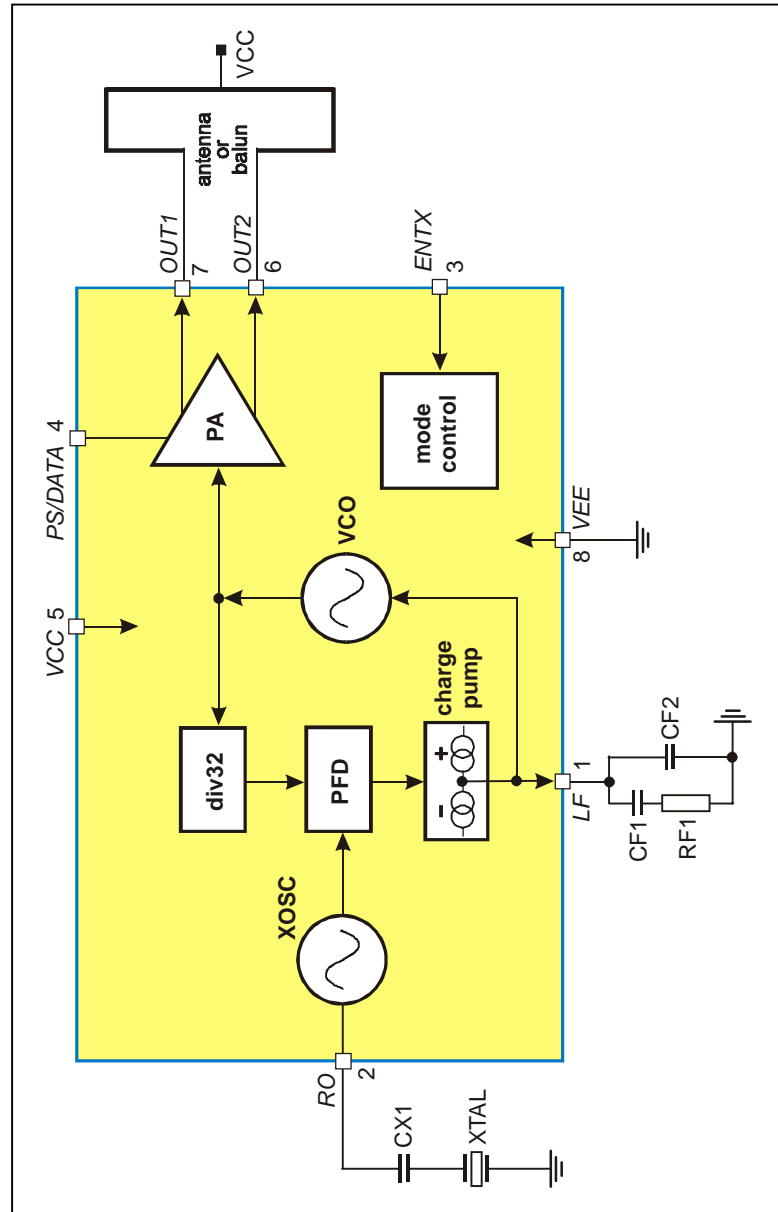 RO
2
CX1
XTAL
XOSC
div32
PFD
charge
pump
-
+
VCC 5
PS/DATA 4
VCO
PA
LF
1
CF1
RF1
CF2
8
VEE
mode
control
ENTX
3
OUT1
7
OUT2
6
antenna
or
balun
VCC